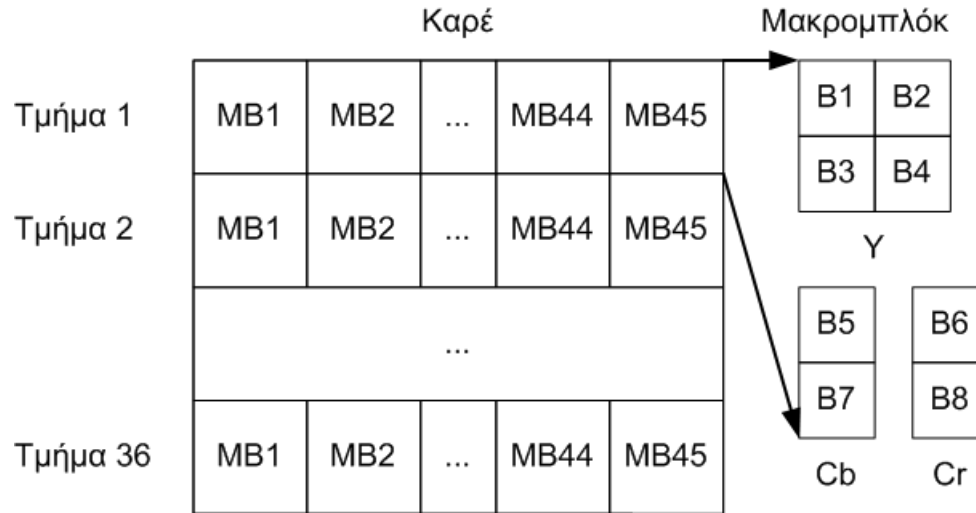 Καρέ
Μακρομπλόκ
Τμήμα 1
MB1 MB2 ... MB44 MB45
B1 B2
B3 B4
Τμήμα 2
MB1 MB2 ... MB44 MB45
Y
...
B5 B6
B7 B8
Τμήμα 36
MB1 MB2 ... MB44 MB45
Cb Cr